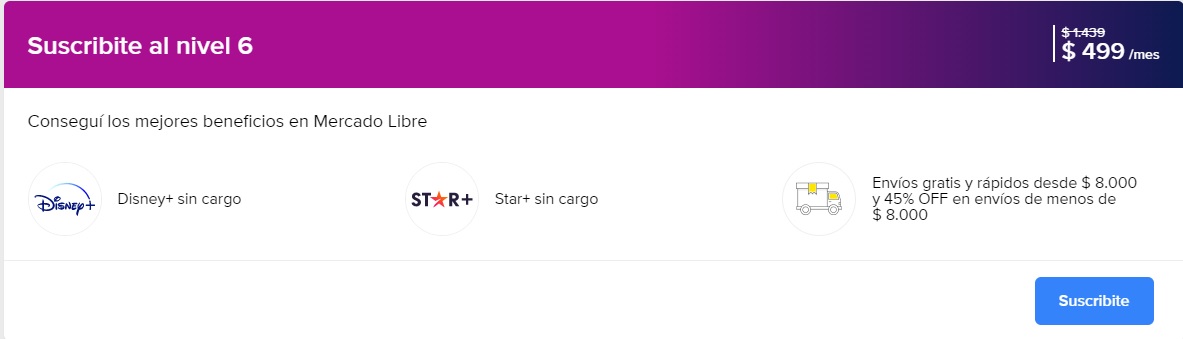 Suscribite al nivel 6
$ 1.439
$ 499 /mes
Conseguí los mejores beneficios en Mercado Libre
Disney+
Disney+ sin cargo
STAR+
Star+ sin cargo
Envíos gratis y rápidos desde $ 8.000
y 45% OFF en envíos de menos de
$ 8.000
Suscribite